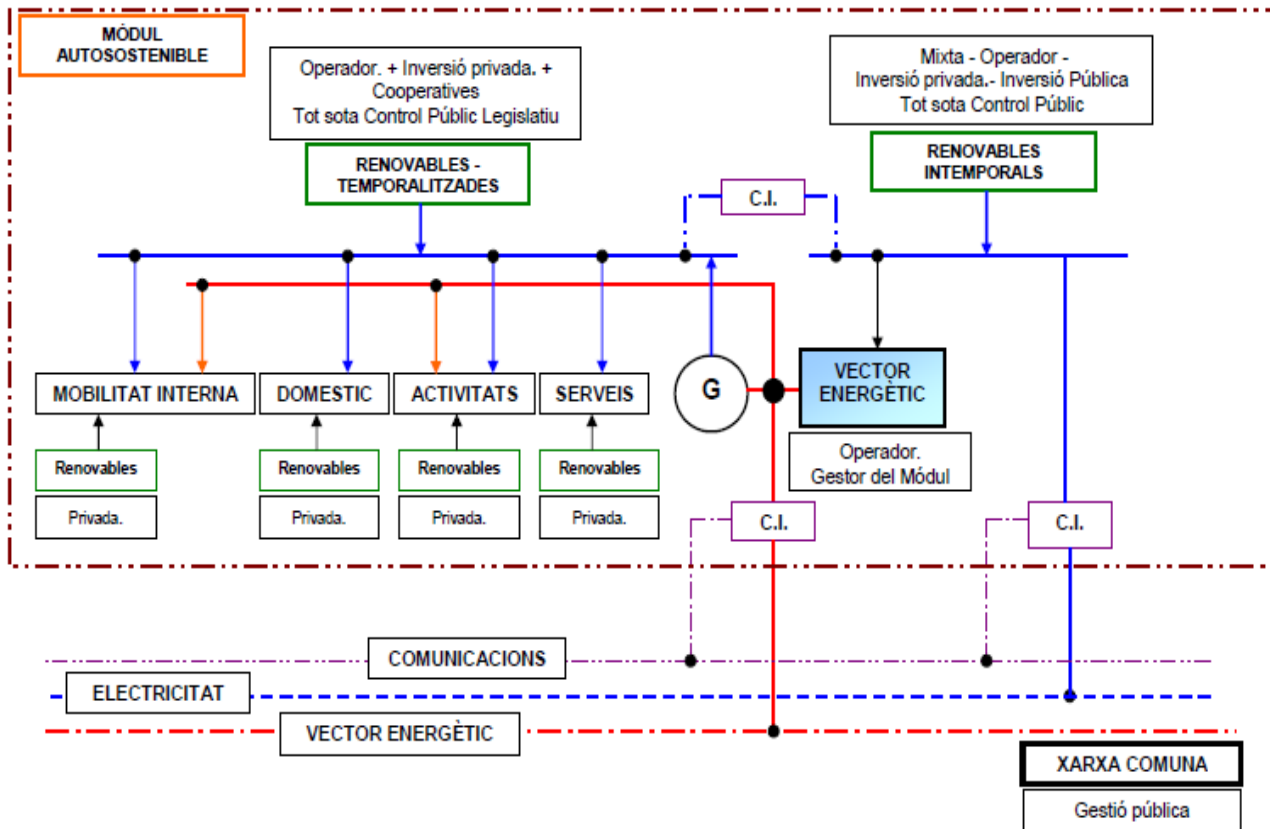 MÓDUL
AUTOSOSTENIBLE
Operador. + Inversió privada. +
Cooperatives
Tot sota Control Públic Legislatiu
RENOVABLES -
TEMPORALITZADES
Mixta - Operador -
Inversió privada.- Inversió Pública
Tot sota Control Públic
RENOVABLES
INTEMPORALS
C.I.
MOBILITAT INTERNA
DOMESTIC
ACTIVITATS
SERVEIS
G
VECTOR
ENERGÈTIC
Renovables
Renovables
Renovables
Renovables
Privada.
Privada.
Privada.
Privada.
Operador.
Gestor del Módul
C.I.
C.I.
COMUNICACIONS
ELECTRICITAT
VECTOR ENERGÈTIC
XARXA COMUNA
Gestió pública